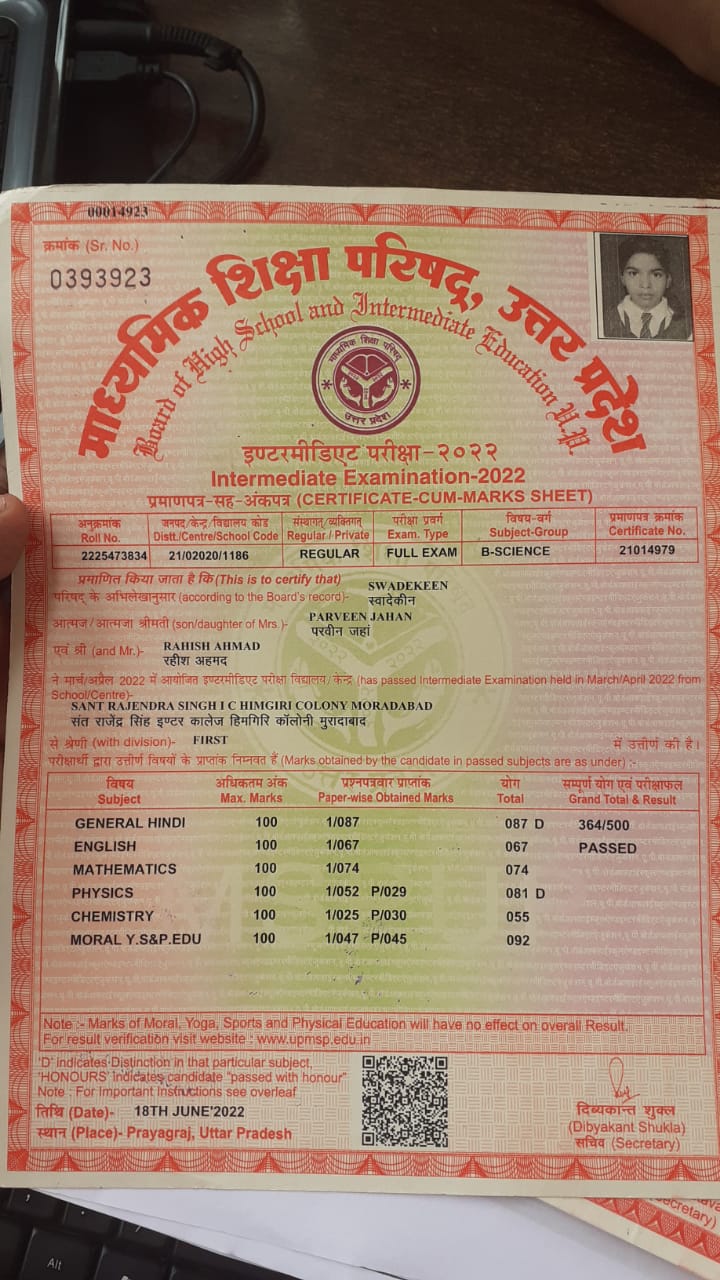 00014923
क्रमांक (Sr. No.)
0393923
माध्यमिक शिक्षा परिषद्, उत्तर प्रदेश
Board of High School and Intermediate Education U.P.
माध्यमिक शिक्षा परिषद्
उत्तर प्रदेश
इण्टरमीडिएट परीक्षा-२०२२
Intermediate Examination-2022
प्रमाणपत्र-सह-अंकपत्र (CERTIFICATE-CUM-MARKS SHEET)
अनुक्रमांक जनपद/केन्द्र/विद्यालय कोड संस्थागत/व्यक्तिगत परीक्षा प्रवर्ग विषय-वर्ग प्रमाणपत्र क्रमांक
Roll No. Distt./Centre/School Code Regular / Private Exam. Type Subject-Group Certificate No.
2225473834 21/02020/1186 REGULAR FULL EXAM B-SCIENCE 21014979
प्रमाणित किया जाता है कि (This is to certify that) SWADEKEEN
परिषद् के अभिलेखानुसार (according to the Board's record)- स्वादेकीन
PARVEEN JAHAN
आत्मज/आत्मजा श्रीमती (son/daughter of Mrs.)- परवीन जहां
एवं श्री (and Mr.)- RAHISH AHMAD
रहीश अहमद
ने मार्च/अप्रैल 2022 में आयोजित इण्टरमीडिएट परीक्षा विद्यालय/केन्द्र (has passed Intermediate Examination held in March/April 2022 from
School/Centre)-
SANT RAJENDRA SINGH I C HIMGIRI COLONY MORADABAD
संत राजेंद्र सिंह इण्टर कालेज हिमगिरि कॉलोनी मुरादाबाद
से श्रेणी (with division)- FIRST में उत्तीर्ण की है।
परीक्षार्थी द्वारा उत्तीर्ण विषयों के प्राप्तांक निम्नवत हैं (Marks obtained by the candidate in passed subjects are as under) :-
विषय अधिकतम अंक प्रश्नपत्रवार प्राप्तांक योग सम्पूर्ण योग एवं परीक्षाफल
Subject Max. Marks Paper-wise Obtained Marks Total Grand Total & Result
GENERAL HINDI 100 1/087 087 D 364/500
ENGLISH 100 1/067 067 PASSED
MATHEMATICS 100 1/074 074
PHYSICS 100 1/052 P/029 081 D
CHEMISTRY 100 1/025 P/030 055
MORAL Y.S&P.EDU 100 1/047 P/045 092
Note :- Marks of Moral, Yoga, Sports and Physical Education will have no effect on overall Result.
For result verification visit website : www.upmsp.edu.in
'D' indicates Distinction in that particular subject,
'HONOURS' indicates candidate "passed with honour"
Note : For Important Instructions see overleaf
तिथि (Date)- 18TH JUNE'2022
स्थान (Place)- Prayagraj, Uttar Pradesh
दिब्यकान्त शुक्ल
(Dibyakant Shukla)
सचिव (Secretary)
Alt